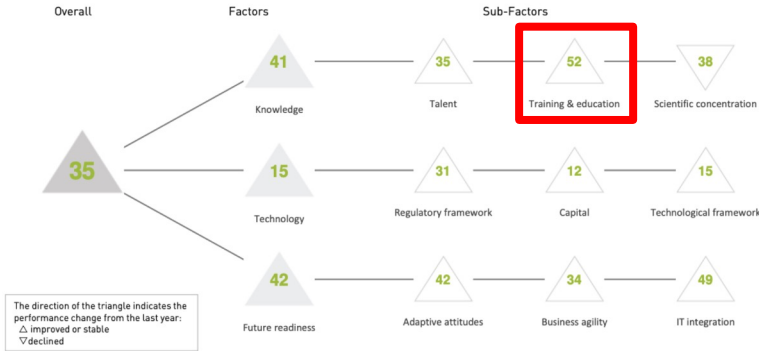 Overall Factors Sub-Factors
41 35 52 38
Knowledge Talent Training & education Scientific concentration
35 15 31 12 15
Technology Regulatory framework Capital Technological framework
42 42 34 49
Future readiness Adaptive attitudes Business agility IT integration
The direction of the triangle indicates the
performance change from the last year:
△ improved or stable
▽ declined